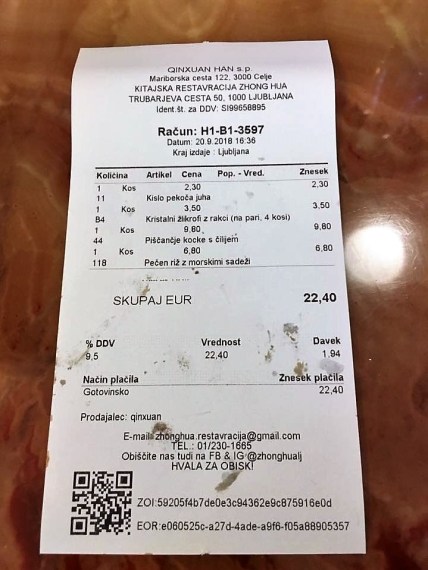 QINXUAN HAN s.p.
Mariborska cesta 122, 3000 Celje
KITAJSKA RESTAVRACIJA ZHONG HUA
TRUBARJEVA CESTA 50, 1000 LJUBLJANA
Ident.št. za DDV: SI99658895
Račun: H1-B1-3597
Datum: 20.9.2018 16:36
Kraj izdaje : Ljubljana
Količina Artikel Cena Pop. - Vred. Znesek
1 Kos 2,30 2,30
11 Kislo pekoča juha
1 Kos 3,50 3,50
B4 Kristalni žlikrofi z rakci (na pari, 4 kosi)
1 Kos 9,80 9,80
44 Piščančje kocke s čilijem
1 Kos 6,80 6,80
118 Pečen riž z morskimi sadeži
SKUPAJ EUR 22,40
% DDV Vrednost Davek
9,5 22,40 1,94
Način plačila Znesek plačila
Gotovinsko 22,40
Prodajalec: qinxuan
E-mail: zhonghua.restavracija@gmail.com
TEL.: 01/230-1665
Obiščite nas tudi na FB & IG @zhonghualj
HVALA ZA OBISK!
ZOI:59205f4b7de0e3c94362e9c875916e0d
EOR:e060525c-a27d-4ade-a9f6-f05a88905357